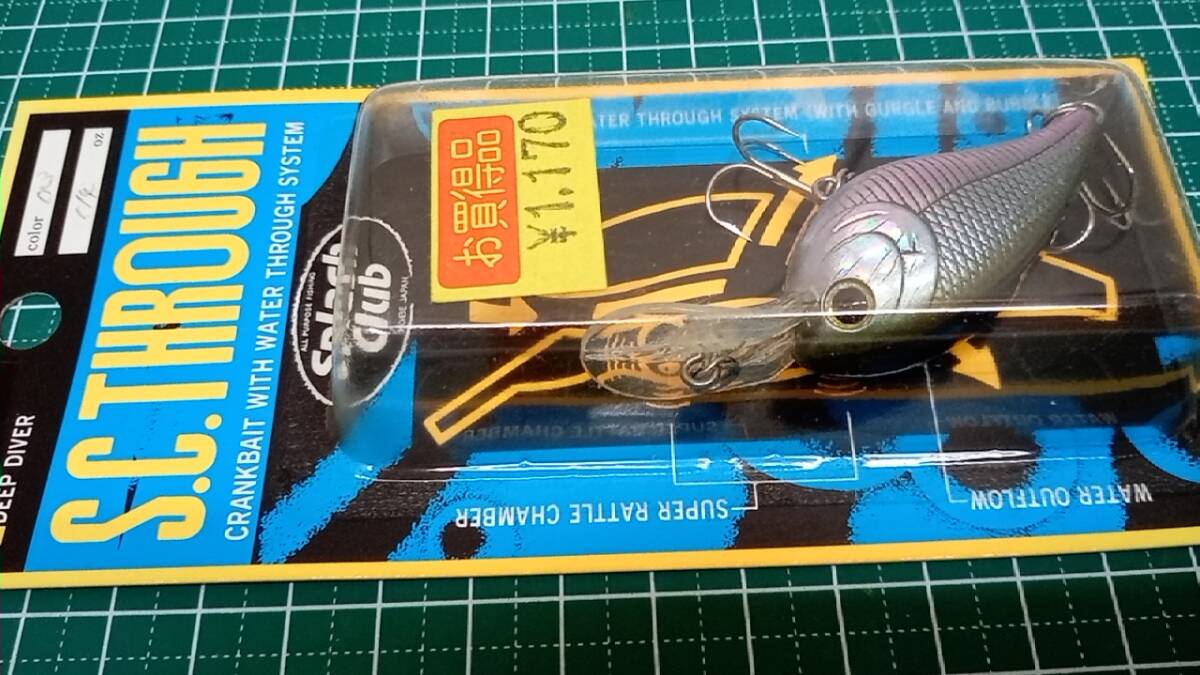 color
oz
S.C.THROUGH
CRANKBAIT WITH WATER THROUGH SYSTEM
DEEP DIVER
ALL PURPOSE FISHING
Splash
Club
KOBE, JAPAN
お買得品
¥1,170
WATER THROUGH SYSTEM (WITH GURGLE AND BUBBLE
SUPER RATTLE CHAMBER
WATER OUTFLOW